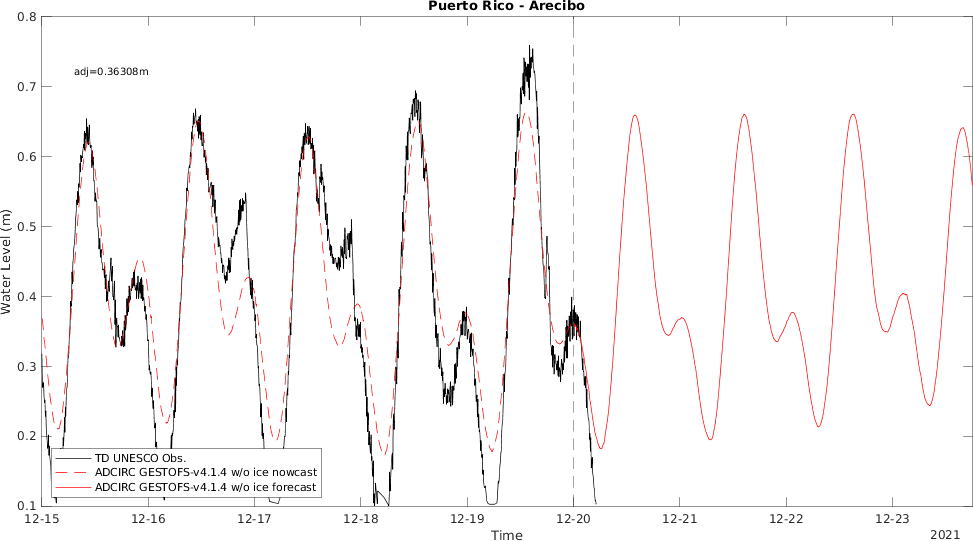 Puerto Rico - Arecibo
0.8
adj=0.36308m
0.7
0.6
0.5
Water Level (m)
0.4
0.3
0.2
TD UNESCO Obs.
ADCIRC GESTOFS-v4.1.4 w/o ice nowcast
ADCIRC GESTOFS-v4.1.4 w/o ice forecast
0.1
12-15 12-16 12-17 12-18 12-19 12-20 12-21 12-22 12-23
Time
2021